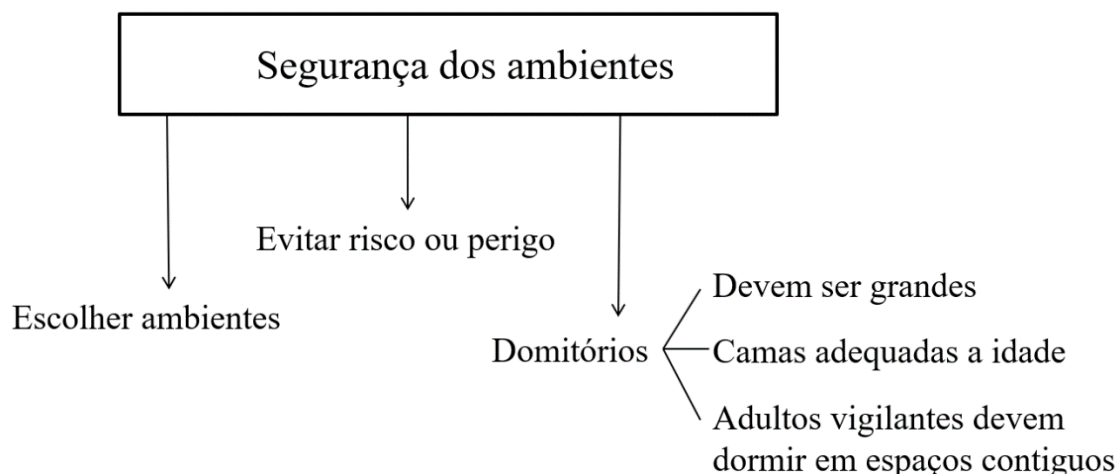 Segurança dos ambientes
Evitar risco ou perigo
Escolher ambientes
Domitórios
Devem ser grandes
Camas adequadas a idade
Adultos vigilantes devem
dormir em espaços contiguos